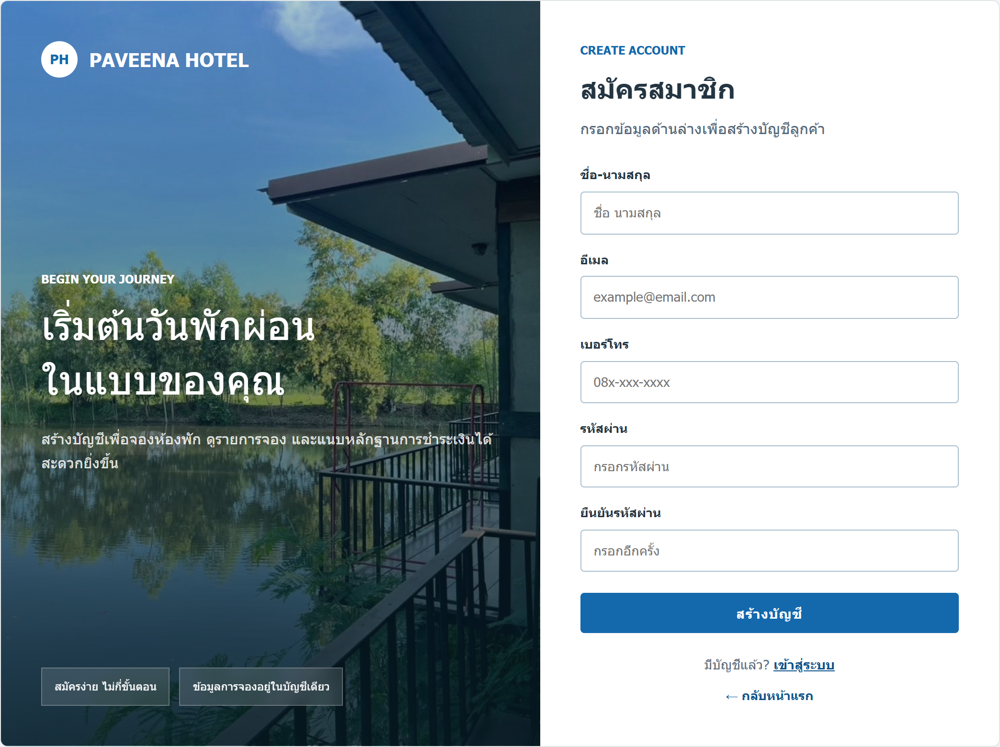 PH
PAVEENA HOTEL
BEGIN YOUR JOURNEY
เริ่มต้นวันพักผ่อน
ในแบบของคุณ
สร้างบัญชีเพื่อจองห้องพัก ดูรายการจอง และแนบหลักฐานการชำระเงินได้
สะดวกยิ่งขึ้น
สมัครง่าย ไม่กี่ขั้นตอน
ข้อมูลการจองอยู่ในบัญชีเดียว
CREATE ACCOUNT
สมัครสมาชิก
กรอกข้อมูลด้านล่างเพื่อสร้างบัญชีลูกค้า
ชื่อ-นามสกุล
ชื่อ นามสกุล
อีเมล
example@email.com
เบอร์โทร
08x-xxx-xxxx
รหัสผ่าน
กรอกรหัสผ่าน
ยืนยันรหัสผ่าน
กรอกอีกครั้ง
สร้างบัญชี
มีบัญชีแล้ว? เข้าสู่ระบบ
← กลับหน้าแรก